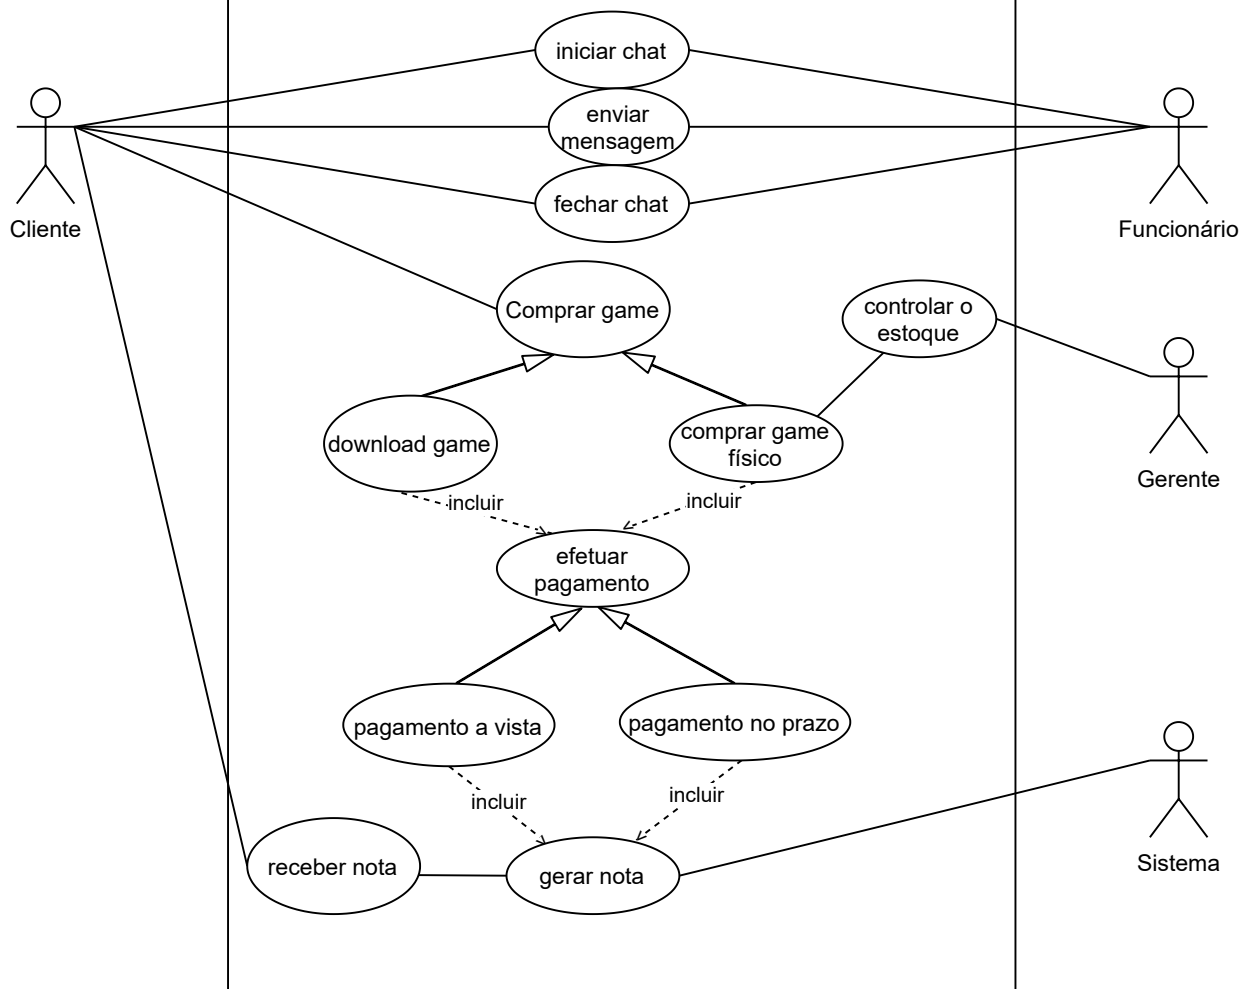 iniciar chat
enviar
mensagem
fechar chat
Cliente
Funcionário
Comprar game
controlar o
estoque
download game
comprar game
físico
Gerente
incluir
incluir
efetuar
pagamento
pagamento a vista
pagamento no prazo
incluir
incluir
receber nota
gerar nota
Sistema